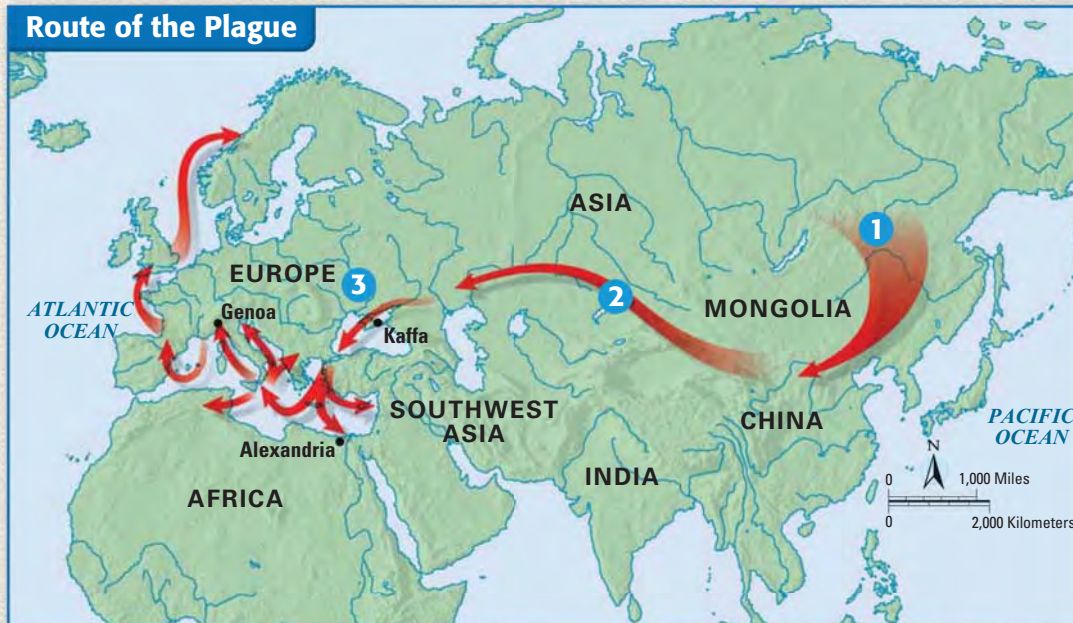 Route of the Plague
1
ASIA
EUROPE
3
2
MONGOLIA
ATLANTIC
OCEAN
Genoa
Kaffa
SOUTHWEST
ASIA
CHINA
PACIFIC
OCEAN
Alexandria
INDIA
AFRICA
N
0 1,000 Miles
0 2,000 Kilometers